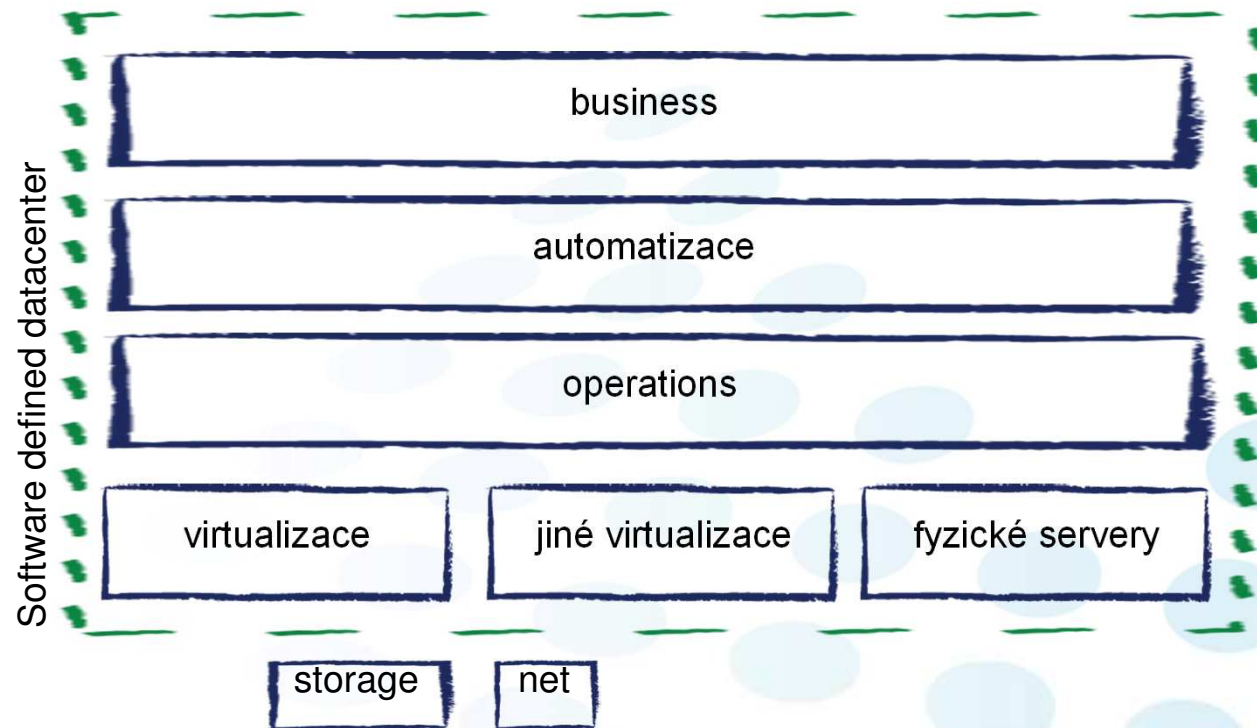 Software defined datacenter
business
automatizace
operations
virtualizace
jiné virtualizace
fyzické servery
storage
net